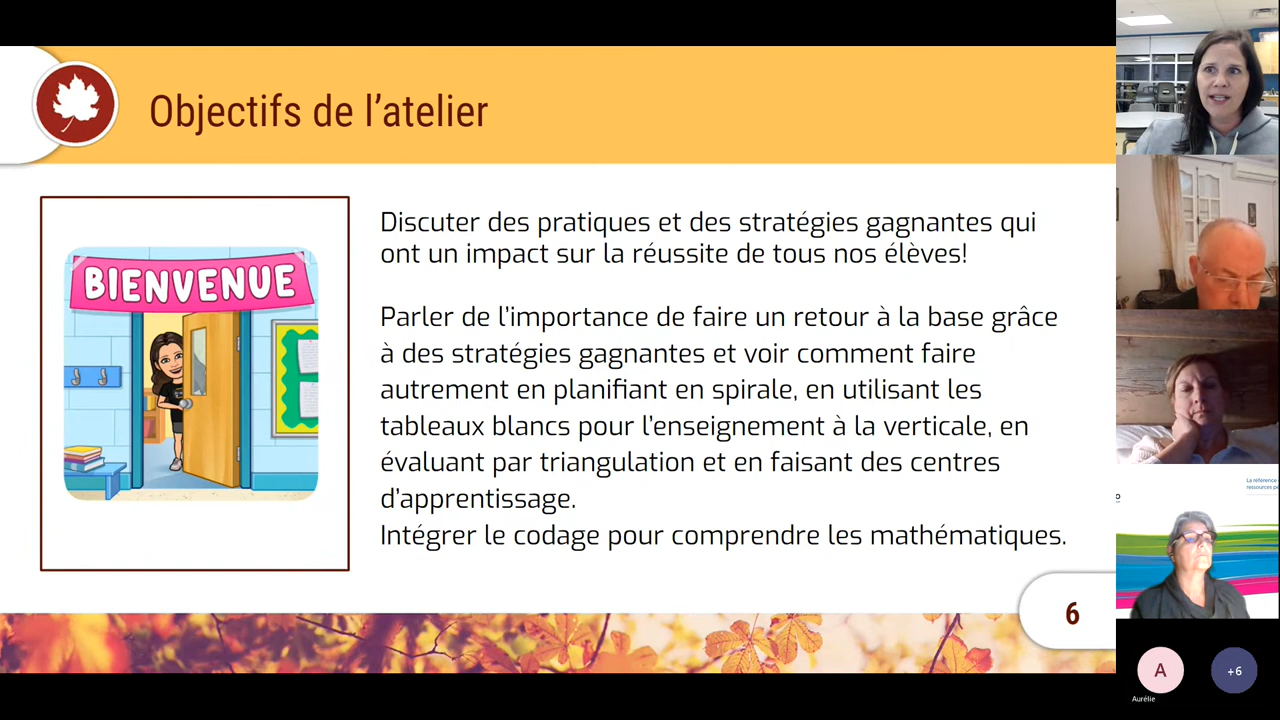 Objectifs de l'atelier
BIENVENUE
Discuter des pratiques et des stratégies gagnantes qui
ont un impact sur la réussite de tous nos élèves!
Parler de l'importance de faire un retour à la base grâce
à des stratégies gagnantes et voir comment faire
autrement en planifiant en spirale, en utilisant les
tableaux blancs pour l'enseignement à la verticale, en
évaluant par triangulation et en faisant des centres
d'apprentissage.
Intégrer le codage pour comprendre les mathématiques.
6
La référence
ressources
A
+6
Aurélie